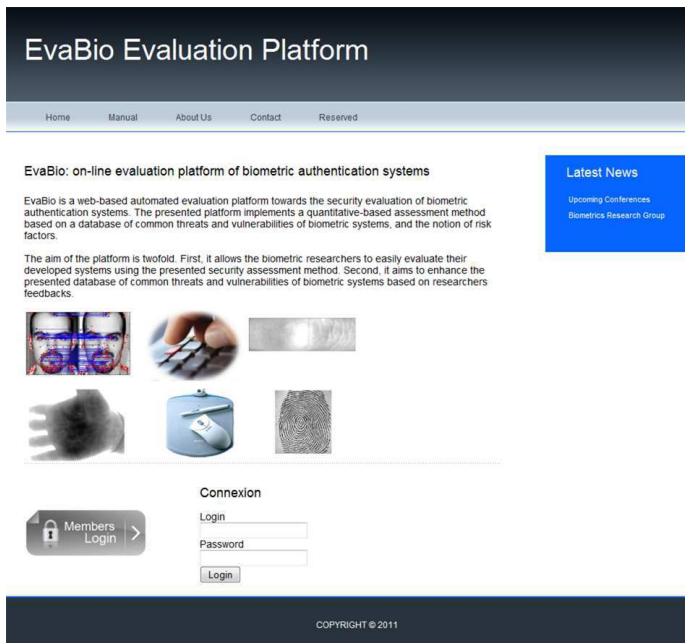 EvaBio Evaluation Platform
Home Manual About Us Contact Reserved
EvaBio: on-line evaluation platform of biometric authentication systems
EvaBio is a web-based automated evaluation platform towards the security evaluation of biometric
authentication systems. The presented platform implements a quantitative-based assessment method
based on a database of common threats and vulnerabilities of biometric systems, and the notion of risk
factors.
The aim of the platform is twofold. First, it allows the biometric researchers to easily evaluate their
developed systems using the presented security assessment method. Second, it aims to enhance the
presented database of common threats and vulnerabilities of biometric systems based on researchers
feedbacks.
Latest News
Upcoming Conferences
Biometrics Research Group
Members
Login
Connexion
Login
Password
Login
COPYRIGHT © 2011